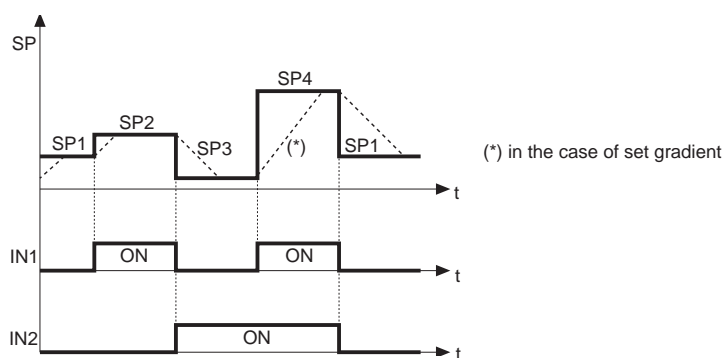 SP
SP4
SP2
SP1
SP3
(*)
SP1
(*) in the case of set gradient
t
IN1
ON
ON
t
IN2
ON
t